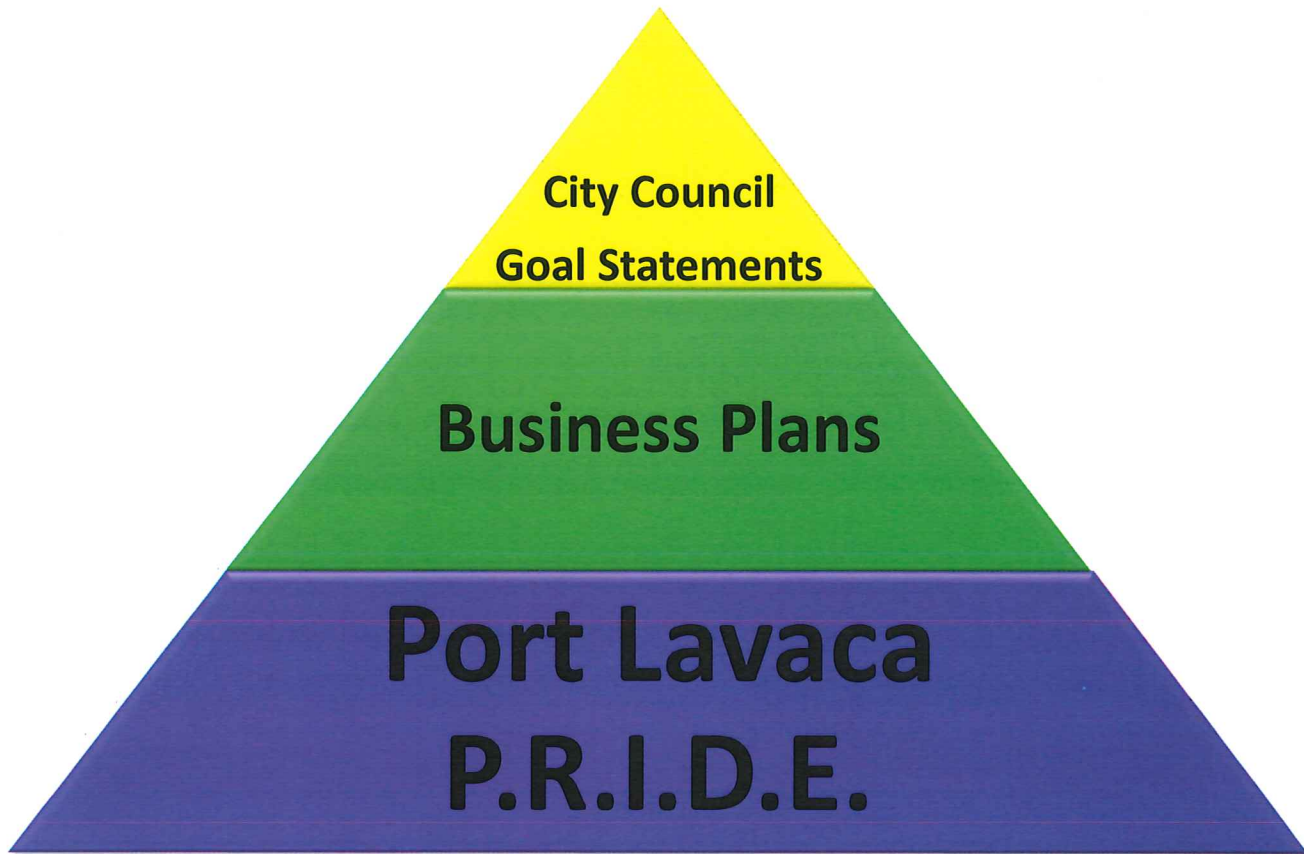 City Council
Goal Statements
Business Plans
Port Lavaca
P.R.I.D.E.